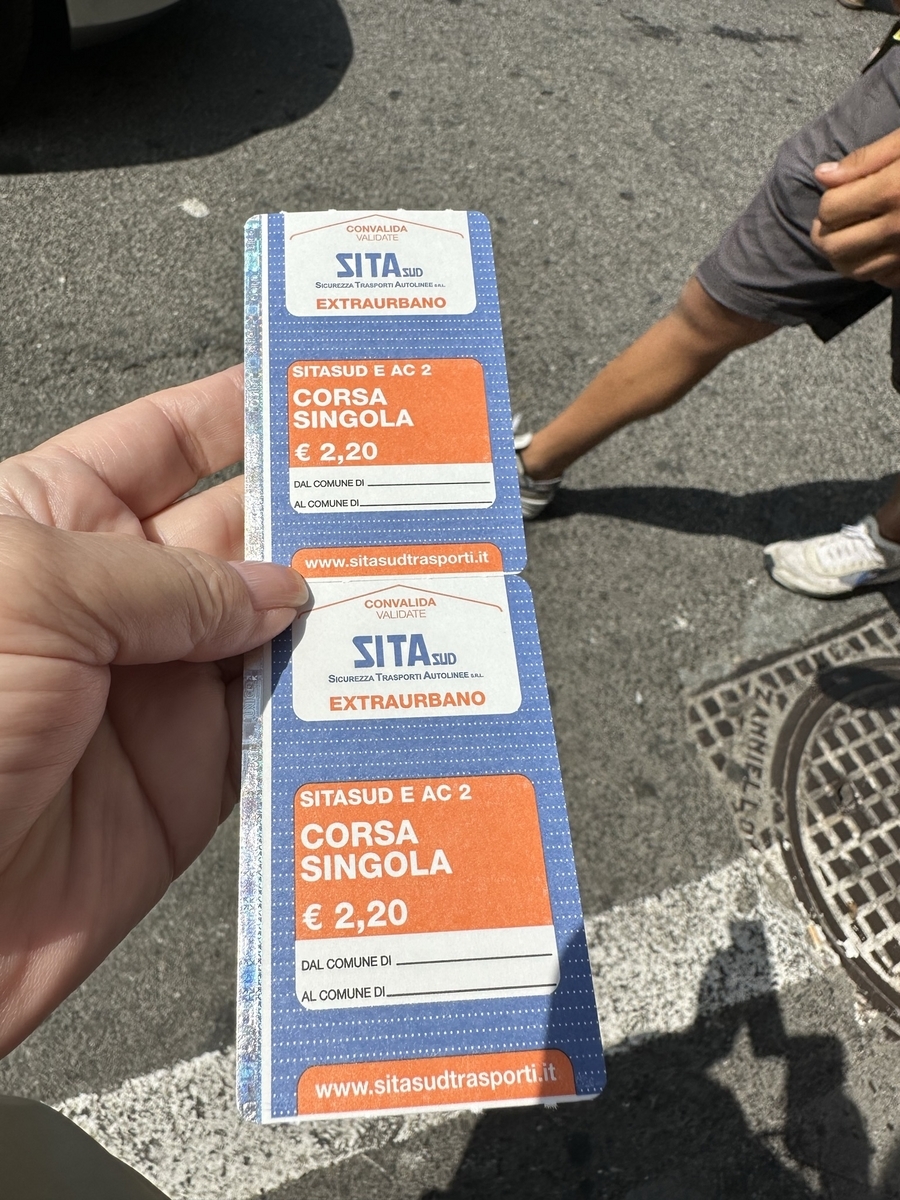 CONVALIDA
VALIDATE
SITA SUD
SICUREZZA TRASPORTI AUTOLINEE S.R.L.
EXTRAURBANO
SITASUD E AC 2
CORSA
SINGOLA
€ 2,20
DAL COMUNE DI
AL COMUNE DI
www.sitasudtrasporti.it
CONVALIDA
VALIDATE
SITA SUD
SICUREZZA TRASPORTI AUTOLINEE S.R.L.
EXTRAURBANO
SITASUD E AC 2
CORSA
SINGOLA
€ 2,20
DAL COMUNE DI
AL COMUNE DI
www.sitasudtrasporti.it